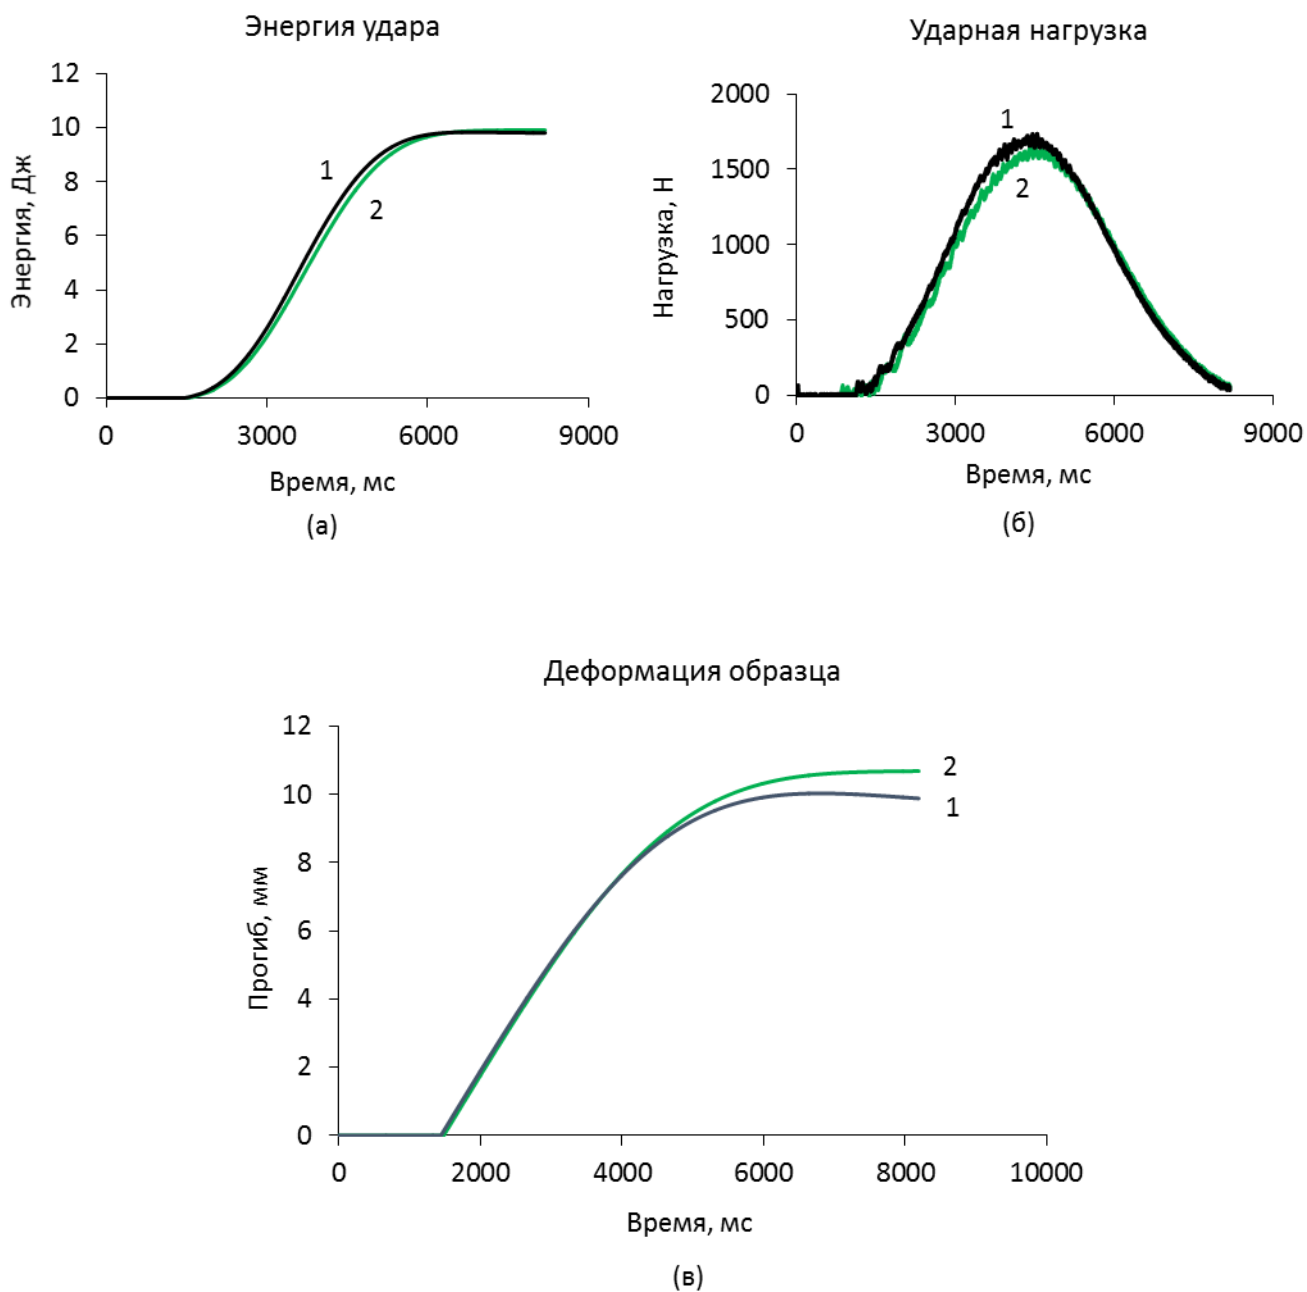 Энергия удара
12
10
8
6
4
2
0
Энергия, Дж
1
2
0 3000 6000 9000
Время, мс
(а)
Ударная нагрузка
2000
1500
1000
500
0
Нагрузка, Н
1
2
0 3000 6000 9000
Время, мс
(б)
Деформация образца
12
10
8
6
4
2
0
Прогиб, мм
2
1
0 2000 4000 6000 8000 10000
Время, мс
(в)